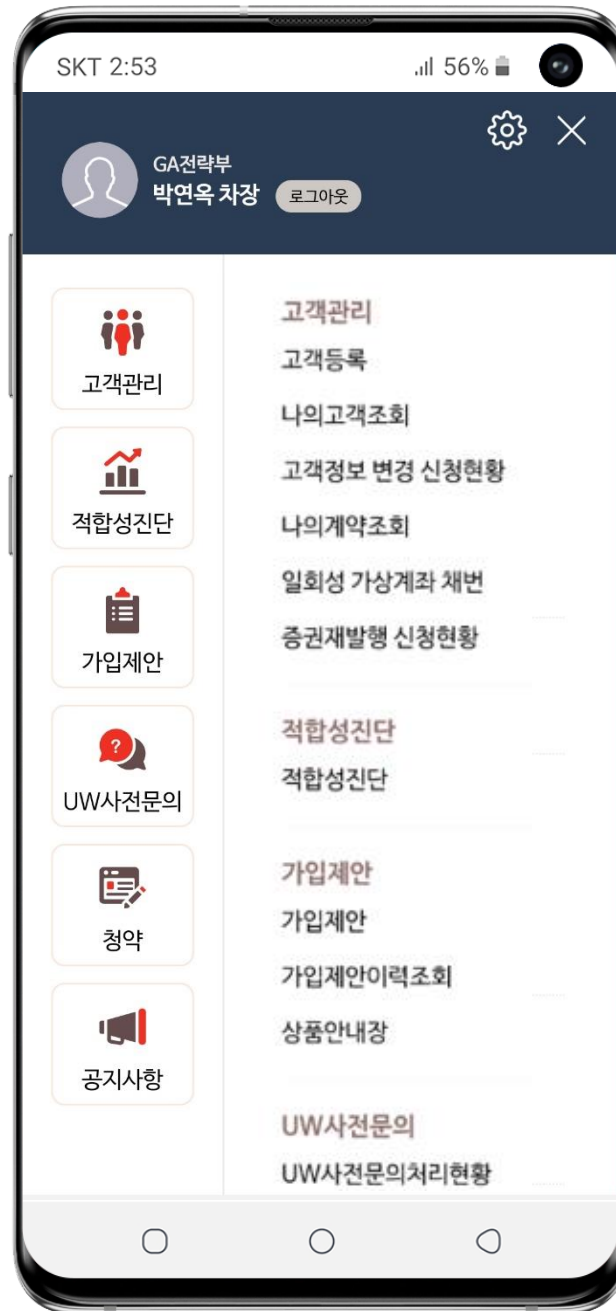 SKT 2:53
56%
GA전략부
박연옥 차장
로그아웃
고객관리
적합성진단
가입제안
UW사전문의
청약
공지사항
고객관리
고객등록
나의고객조회
고객정보 변경 신청현황
나의계약조회
일회성 가상계좌 채번
증권재발행 신청현황
적합성진단
적합성진단
가입제안
가입제안
가입제안이력조회
상품안내장
UW사전문의
UW사전문의처리현황